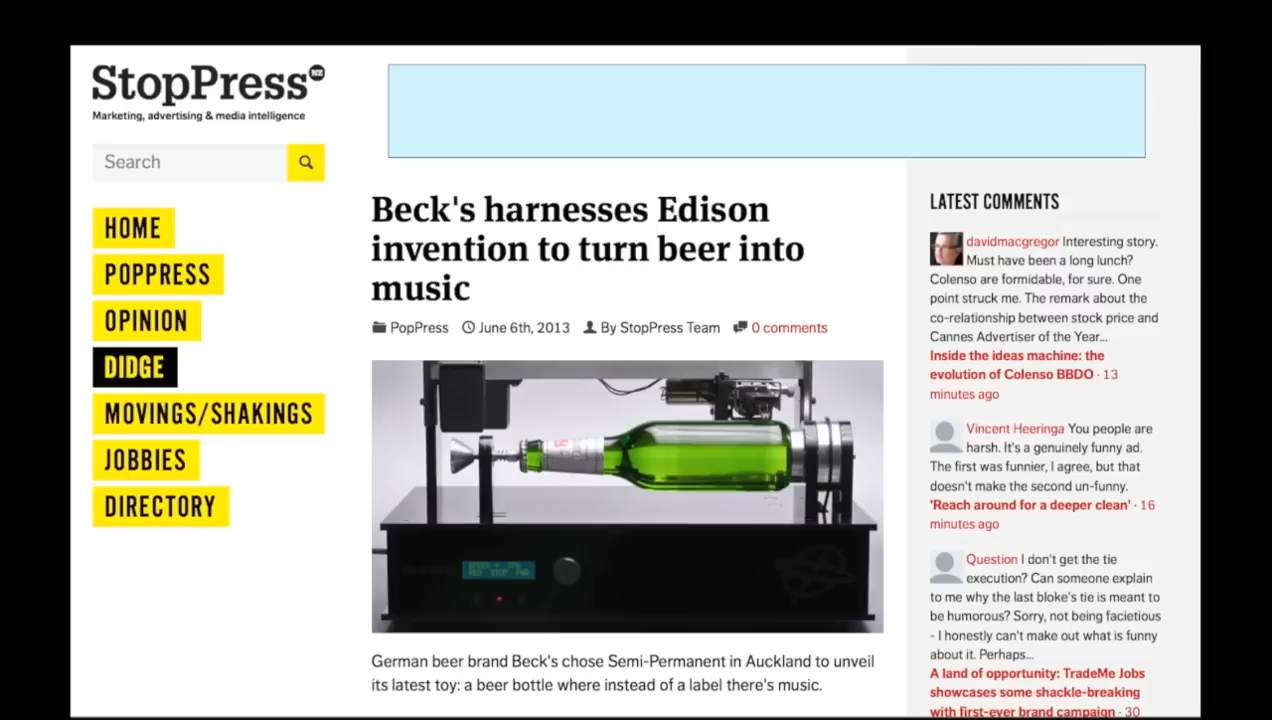 StopPress NZ
Marketing, advertising & media intelligence
Search
HOME
POPPRESS
OPINION
DIDGE
MOVINGS/SHAKINGS
JOBBIES
DIRECTORY
Beck's harnesses Edison
invention to turn beer into
music
PopPress June 6th, 2013 By StopPress Team 0 comments
German beer brand Beck's chose Semi-Permanent in Auckland to unveil
its latest toy: a beer bottle where instead of a label there's music.
LATEST COMMENTS
davidmacgregor Interesting story.
Must have been a long lunch?
Colenso are formidable, for sure. One
point struck me. The remark about the
co-relationship between stock price and
Cannes Advertiser of the Year...
Inside the ideas machine: the
evolution of Colenso BBDO · 13
minutes ago
Vincent Heeringa You people are
harsh. It's a genuinely funny ad.
The first was funnier, I agree, but that
doesn't make the second un-funny.
'Reach around for a deeper clean' · 16
minutes ago
Question I don't get the tie
execution? Can someone explain
to me why the last bloke's tie is meant to
be humorous? Sorry, not being facietious
- I honestly can't make out what is funny
about it. Perhaps...
A land of opportunity: TradeMe Jobs
showcases some shackle-breaking
with first-ever brand campaign · 30